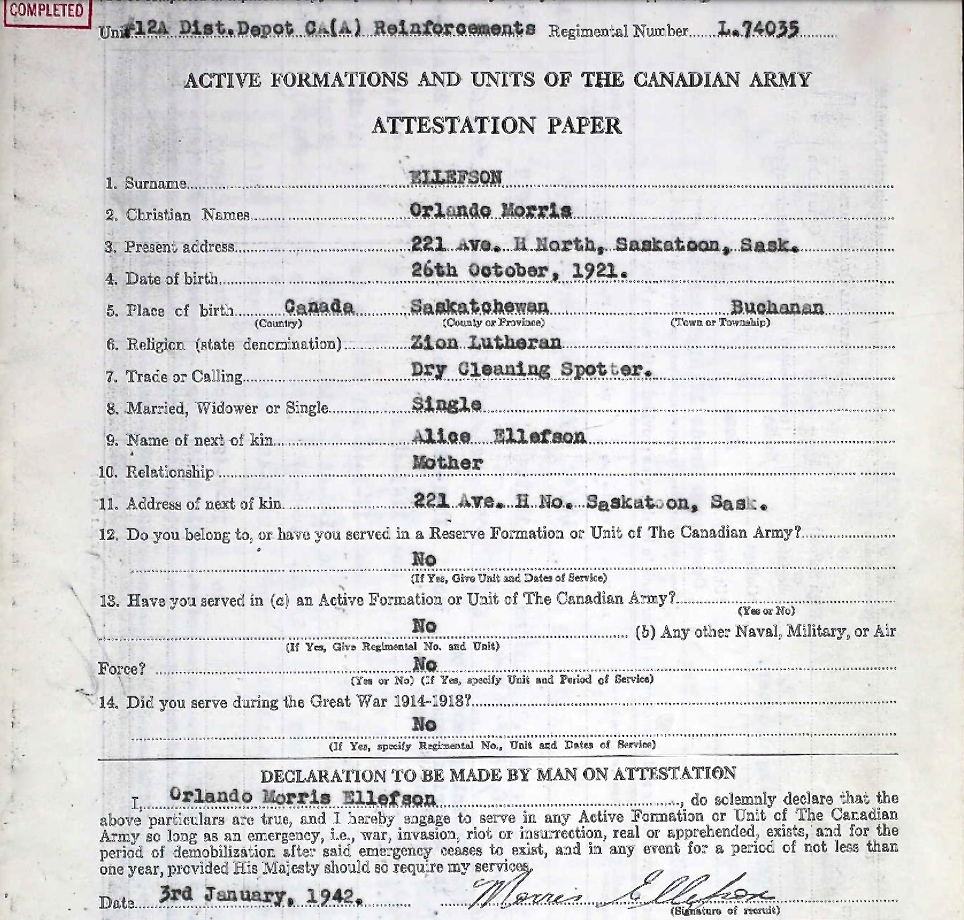 COMPLETED
Unit #12A Dist.Depot CA(A) Reinforcements Regimental Number L.74035
ACTIVE FORMATIONS AND UNITS OF THE CANADIAN ARMY
ATTESTATION PAPER
1. Surname ELLEFSON
2. Christian Names Orlando Morris
3. Present address 221 Ave. H North, Saskatoon, Sask.
4. Date of birth 26th October, 1921.
5. Place of birth Canada Saskatchewan Buchanan
(Country) (County or Province) (Town or Township)
6. Religion (state denomination) Zion Lutheran
7. Trade or Calling Dry Cleaning Spotter.
8. Married, Widower or Single Single
9. Name of next of kin Alice Ellefson
10. Relationship Mother
11. Address of next of kin 221 Ave. H No. Saskatoon, Sask.
12. Do you belong to, or have you served in a Reserve Formation or Unit of The Canadian Army?
No
(If Yes, Give Unit and Dates of Service)
13. Have you served in (a) an Active Formation or Unit of The Canadian Army?
(Yes or No)
No (b) Any other Naval, Military, or Air
(If Yes, Give Regimental No. and Unit)
Force? No
(Yes or No) (If Yes, specify Unit and Period of Service)
14. Did you serve during the Great War 1914-1918?
No
(If Yes, specify Regimental No., Unit and Dates of Service)
DECLARATION TO BE MADE BY MAN ON ATTESTATION
I, Orlando Morris Ellefson, do solemnly declare that the
above particulars are true, and I hereby engage to serve in any Active Formation or Unit of The Canadian
Army so long as an emergency, i.e., war, invasion, riot or insurrection, real or apprehended, exists, and for the
period of demobilization after said emergency ceases to exist, and in any event for a period of not less than
one year, provided His Majesty should so require my services.
Date 3rd January, 1942. Morris Ellefson
(Signature of recruit)